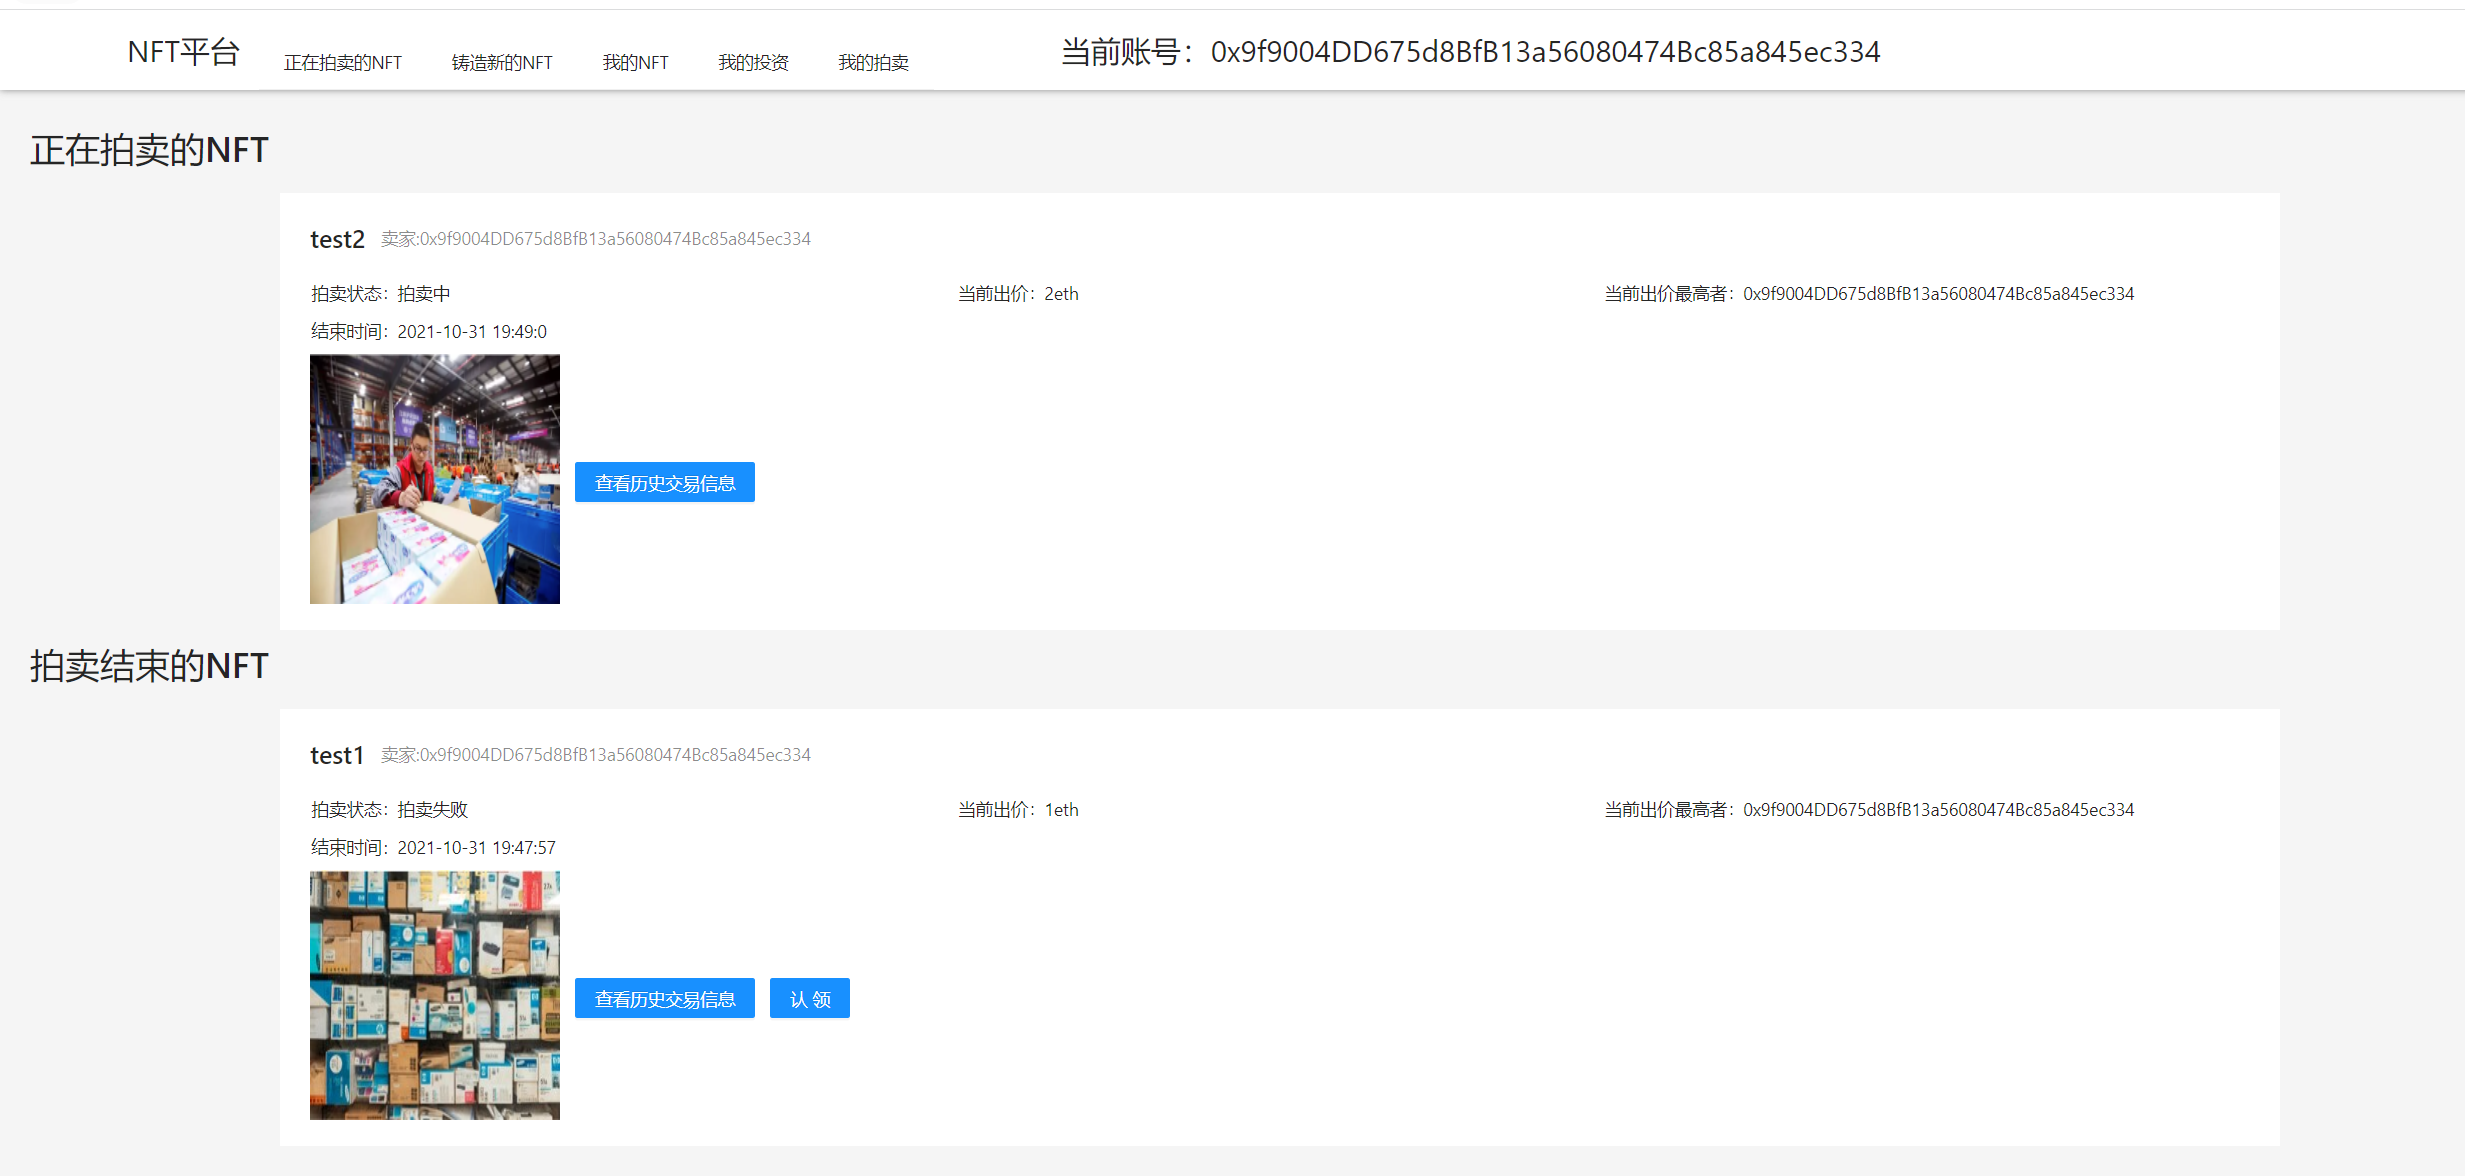 NFT平台 正在拍卖的NFT 铸造新的NFT 我的NFT 我的投资 我的拍卖 当前账号：0x9f9004DD675d8BfB13a56080474Bc85a845ec334
正在拍卖的NFT
test2 卖家:0x9f9004DD675d8BfB13a56080474Bc85a845ec334
拍卖状态：拍卖中 当前出价：2eth 当前出价最高者：0x9f9004DD675d8BfB13a56080474Bc85a845ec334
结束时间：2021-10-31 19:49:0
查看历史交易信息
拍卖结束的NFT
test1 卖家:0x9f9004DD675d8BfB13a56080474Bc85a845ec334
拍卖状态：拍卖失败 当前出价：1eth 当前出价最高者：0x9f9004DD675d8BfB13a56080474Bc85a845ec334
结束时间：2021-10-31 19:47:57
查看历史交易信息 认 领